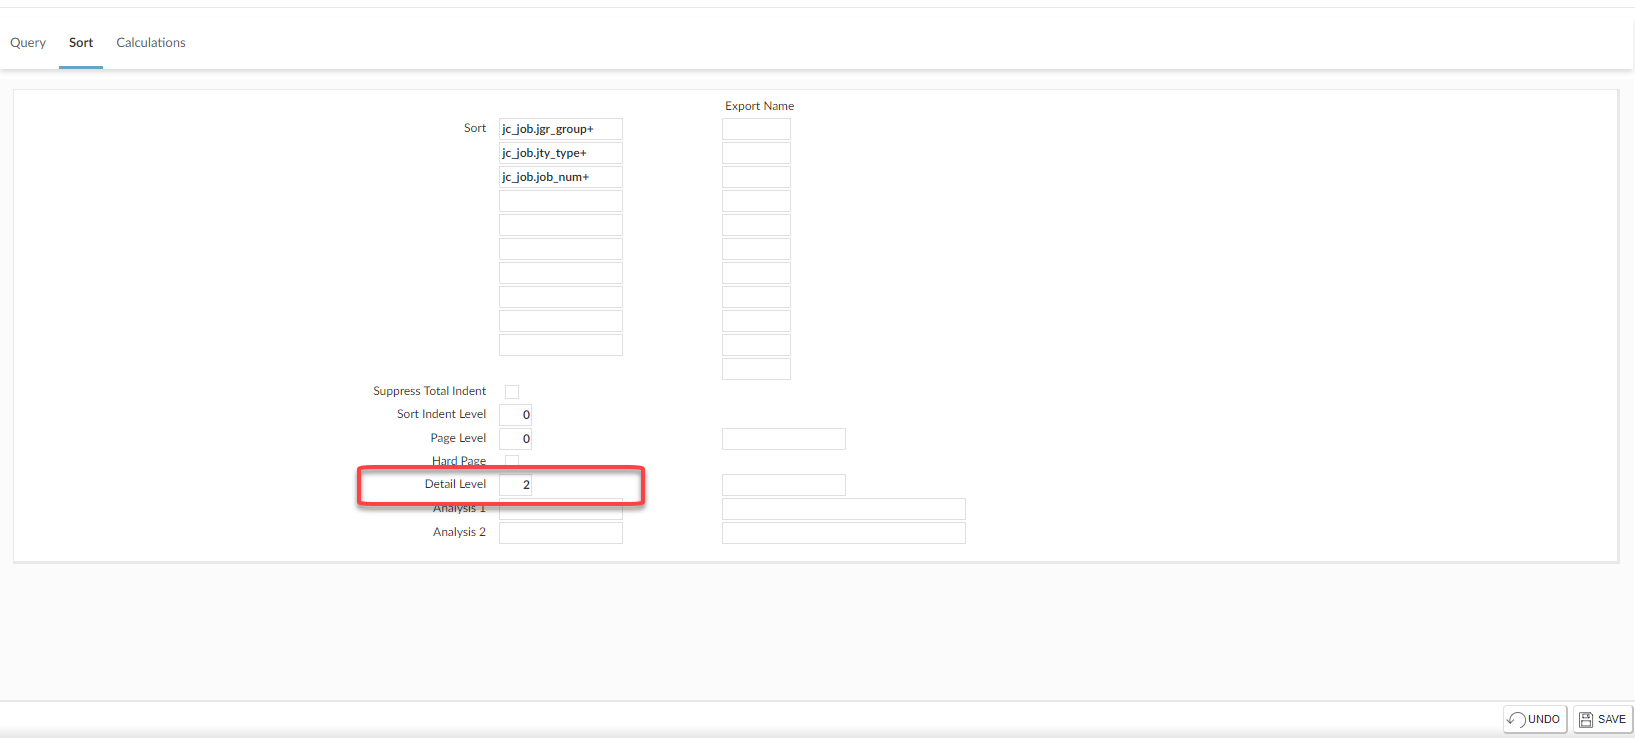 Query Sort Calculations
Export Name
Sort jc_job.jgr_group+
jc_job.jty_type+
jc_job.job_num+
Suppress Total Indent
Sort Indent Level 0
Page Level 0
Hard Page
Detail Level 2
Analysis 1
Analysis 2
UNDO SAVE